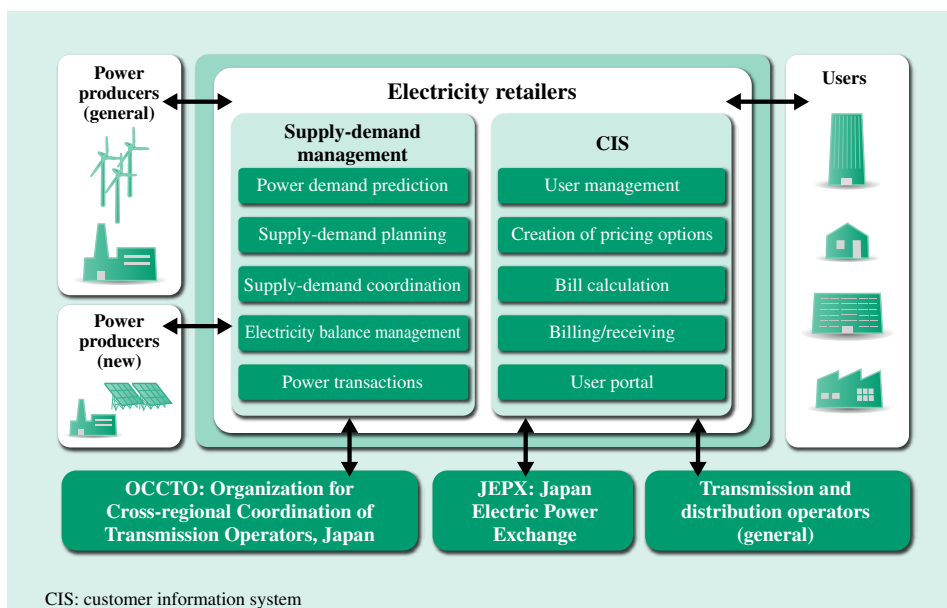 Power
producers
(general)
Power
producers
(new)
Electricity retailers
Supply-demand
management
Power demand prediction
Supply-demand planning
Supply-demand coordination
Electricity balance management
Power transactions
CIS
User management
Creation of pricing options
Bill calculation
Billing/receiving
User portal
Users
OCCTO: Organization for
Cross-regional Coordination of
Transmission Operators, Japan
JEPX: Japan
Electric Power
Exchange
Transmission and
distribution operators
(general)
CIS: customer information system